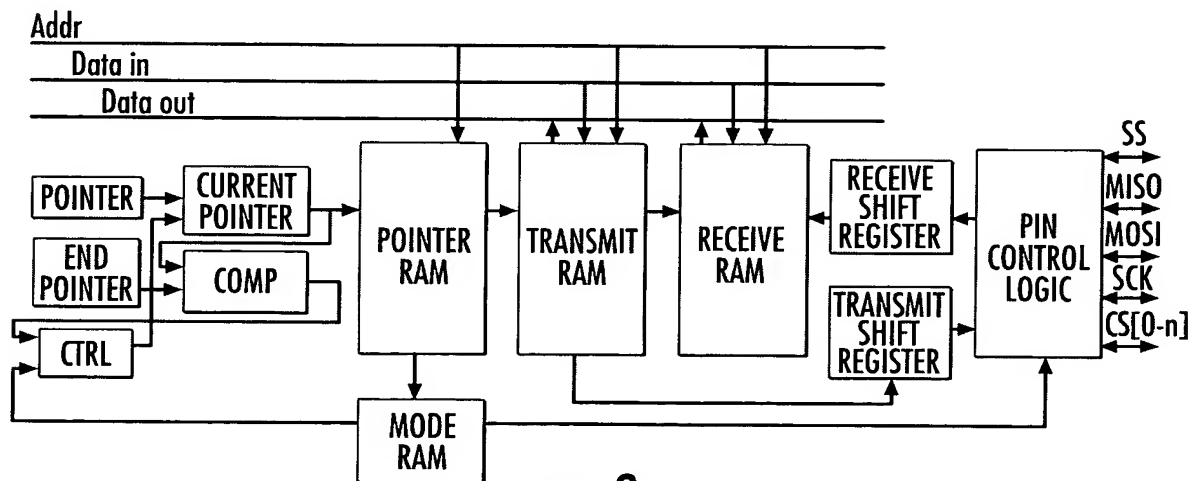 Addr
Data in
Data out
POINTER
CURRENT
POINTER
END
POINTER
COMP
CTRL
POINTER
RAM
TRANSMIT
RAM
RECEIVE
RAM
MODE
RAM
RECEIVE
SHIFT
REGISTER
TRANSMIT
SHIFT
REGISTER
PIN
CONTROL
LOGIC
SS
MISO
MOSI
SCK
CS[0-n]